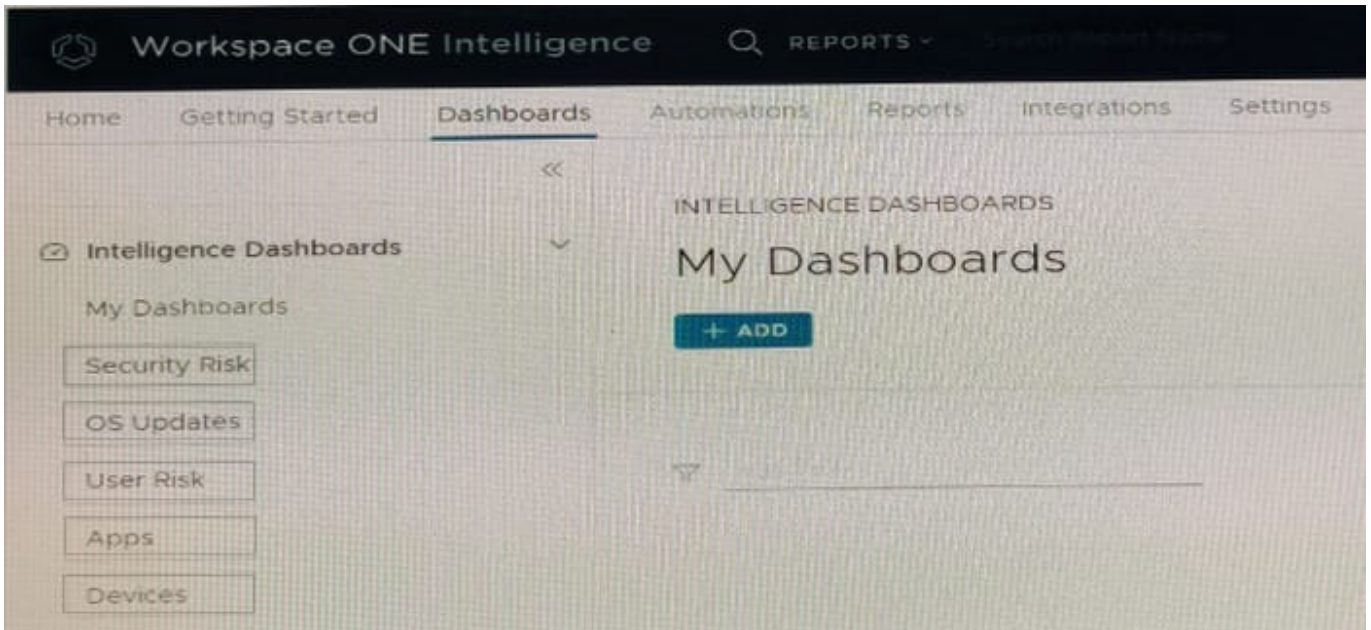 Workspace ONE Intelligence REPORTS
Home Getting Started Dashboards Automations Reports Integrations Settings
INTELLIGENCE DASHBOARDS
Intelligence Dashboards
My Dashboards
My Dashboards
+ ADD
Security Risk
OS Updates
User Risk
Apps
Devices